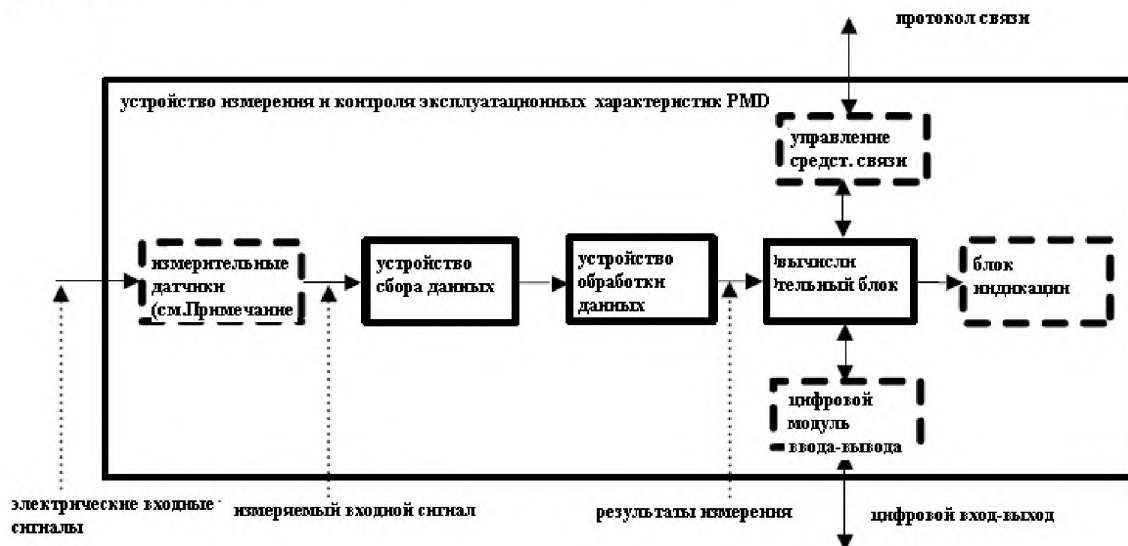 протокол связи
устройство измерения и контроля эксплуатационных характеристик PMD
управление
средст. связи
измерительные
датчики
(см.Примечание
устройство
сбора данных
устройство
обработки
данных
вычисли
тельный блок
блок
индикации
цифровой
модуль
ввода-вывода
электрические входные
сигналы
измеряемый входной сигнал
результаты измерения
цифровой вход-выход